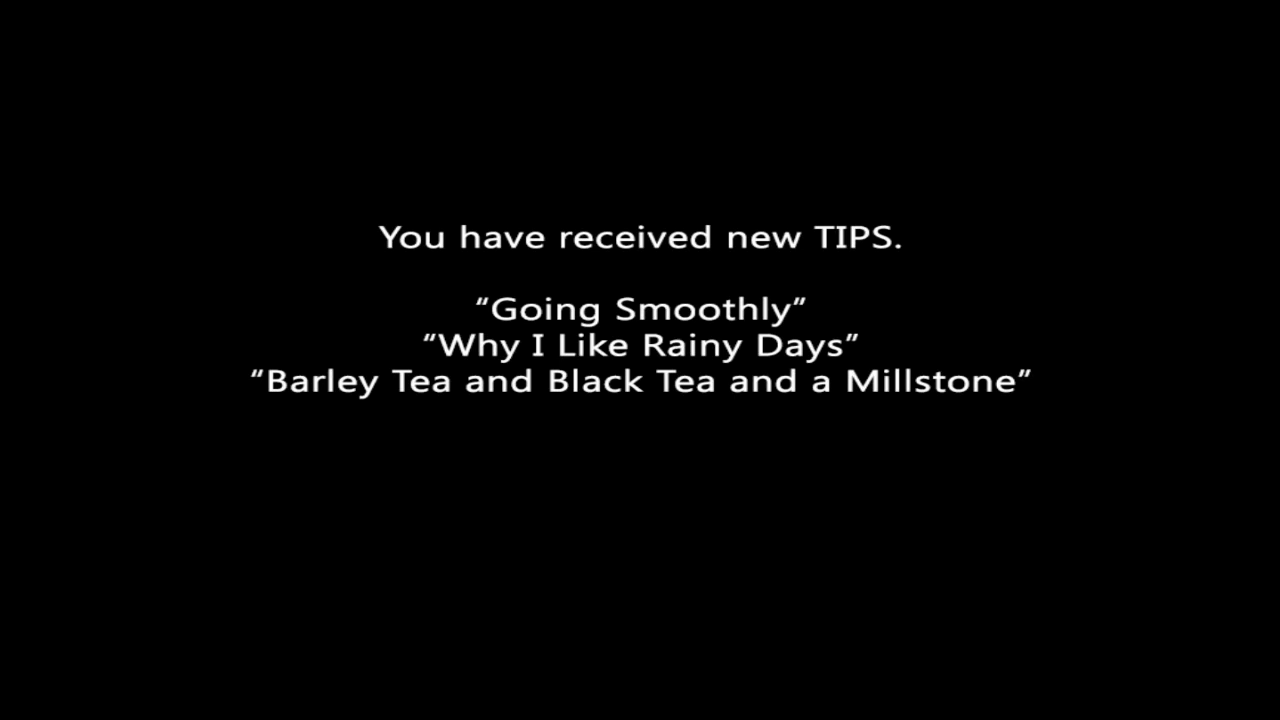 You have received new TIPS.
“Going Smoothly”
“Why I Like Rainy Days”
“Barley Tea and Black Tea and a Millstone”